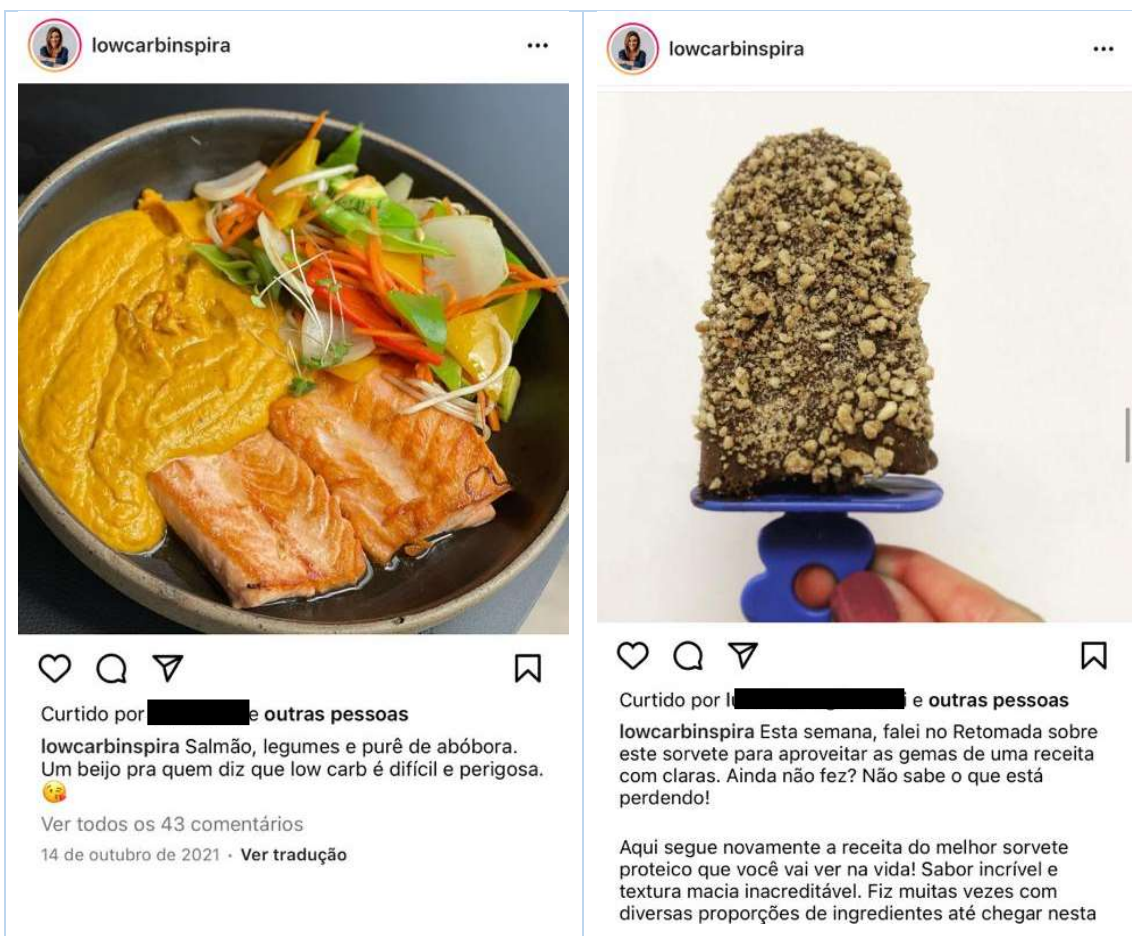 lowcarbinspira
Curtido por e outras pessoas
lowcarbinspira Salmão, legumes e purê de abóbora.
Um beijo pra quem diz que low carb é difícil e perigosa.
😘
Ver todos os 43 comentários
14 de outubro de 2021 · Ver tradução
lowcarbinspira
Curtido por e outras pessoas
lowcarbinspira Esta semana, falei no Retomada sobre
este sorvete para aproveitar as gemas de uma receita
com claras. Ainda não fez? Não sabe o que está
perdendo!
Aqui segue novamente a receita do melhor sorvete
proteico que você vai ver na vida! Sabor incrível e
textura macia inacreditável. Fiz muitas vezes com
diversas proporções de ingredientes até chegar nesta